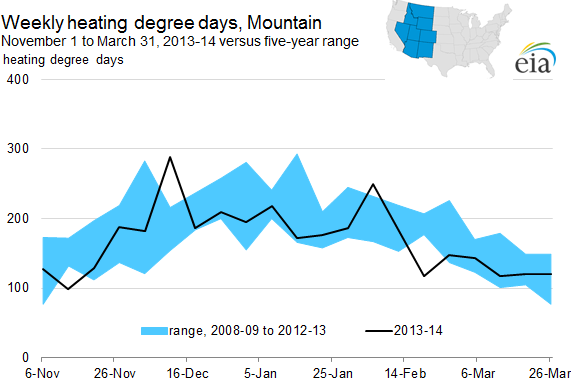 Weekly heating degree days, Mountain
November 1 to March 31, 2013-14 versus five-year range
heating degree days
eia
400
300
200
100
0
6-Nov 26-Nov 16-Dec 5-Jan 25-Jan 14-Feb 6-Mar 26-Mar
range, 2008-09 to 2012-13 2013-14